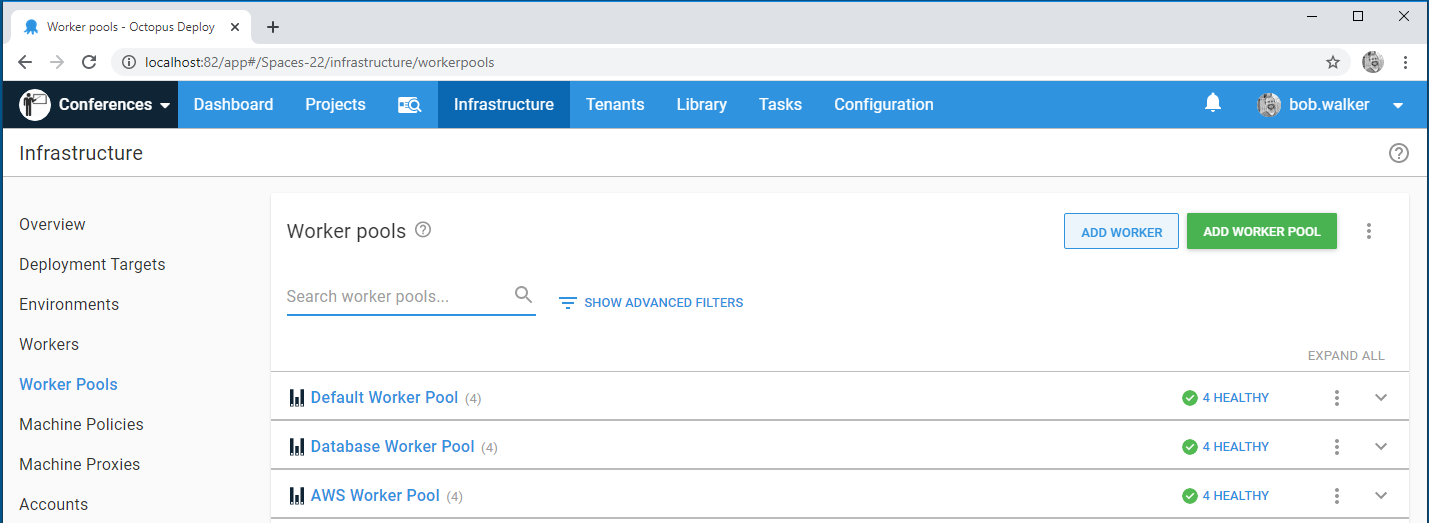 Worker pools - Octopus Deploy
localhost:82/app#/Spaces-22/infrastructure/workerpools
Conferences Dashboard Projects Infrastructure Tenants Library Tasks Configuration bob.walker
Infrastructure
Overview
Deployment Targets
Environments
Workers
Worker Pools
Machine Policies
Machine Proxies
Accounts
Worker pools
ADD WORKER ADD WORKER POOL
Search worker pools...
SHOW ADVANCED FILTERS
EXPAND ALL
Default Worker Pool (4) 4 HEALTHY
Database Worker Pool (4) 4 HEALTHY
AWS Worker Pool (4) 4 HEALTHY